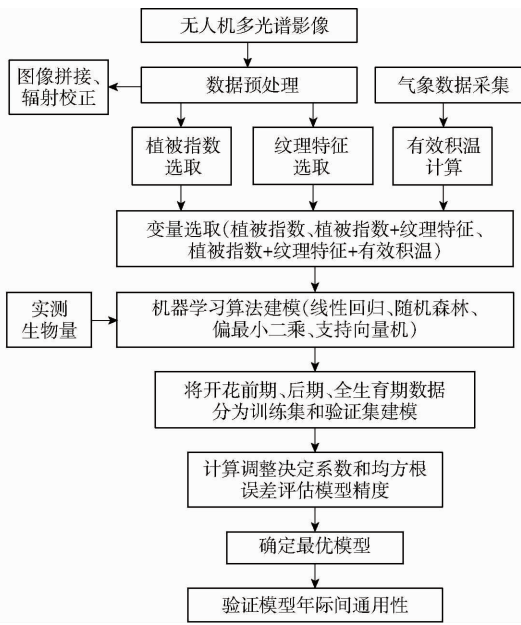 无人机多光谱影像
图像拼接、
辐射校正
数据预处理
气象数据采集
植被指数
选取
纹理特征
选取
有效积温
计算
变量选取(植被指数、植被指数+纹理特征、
植被指数+纹理特征+有效积温)
实测
生物量
机器学习算法建模(线性回归、随机森林、
偏最小二乘、支持向量机)
将开花前期、后期、全生育期数据
分为训练集和验证集建模
计算调整决定系数和均方根
误差评估模型精度
确定最优模型
验证模型年际间通用性